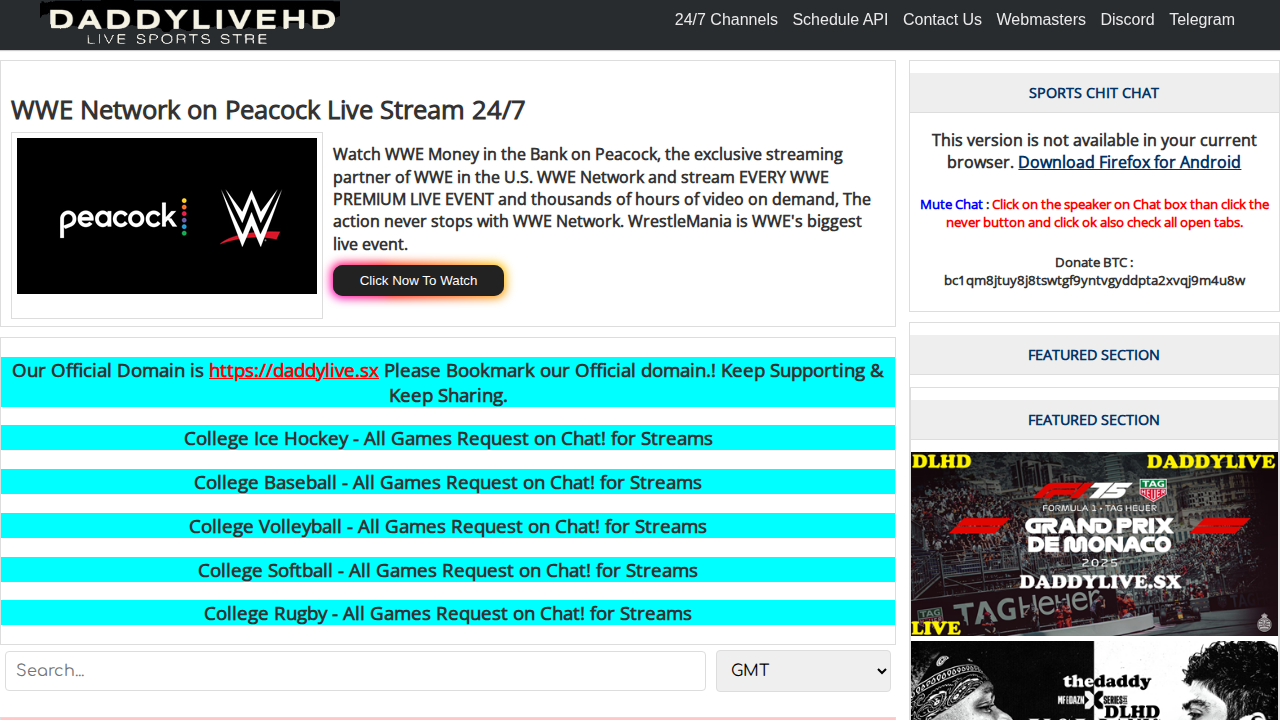 DADDYLIVEHD
LIVE SPORTS STRE
24/7 Channels Schedule API Contact Us Webmasters Discord Telegram
WWE Network on Peacock Live Stream 24/7
peacock W
Watch WWE Money in the Bank on Peacock, the exclusive streaming
partner of WWE in the U.S. WWE Network and stream EVERY WWE
PREMIUM LIVE EVENT and thousands of hours of video on demand, The
action never stops with WWE Network. WrestleMania is WWE's biggest
live event.
Click Now To Watch
Our Official Domain is https://daddylive.sx Please Bookmark our Official domain.! Keep Supporting &
Keep Sharing.
College Ice Hockey - All Games Request on Chat! for Streams
College Baseball - All Games Request on Chat! for Streams
College Volleyball - All Games Request on Chat! for Streams
College Softball - All Games Request on Chat! for Streams
College Rugby - All Games Request on Chat! for Streams
Search...
GMT
SPORTS CHIT CHAT
This version is not available in your current
browser. Download Firefox for Android
Mute Chat : Click on the speaker on Chat box than click the
never button and click ok also check all open tabs.
Donate BTC :
bc1qm8jtuy8j8tswtgf9yntvgyddpta2xvqj9m4u8w
FEATURED SECTION
FEATURED SECTION
DLHD DADDYLIVE
F1 75 TAG HEUER
FORMULA 1 • TAG HEUER
GRAND PRIX
DE MONACO
2025
DADDYLIVE.SX
TAGHeuer
LIVE
thedaddy
DLHD